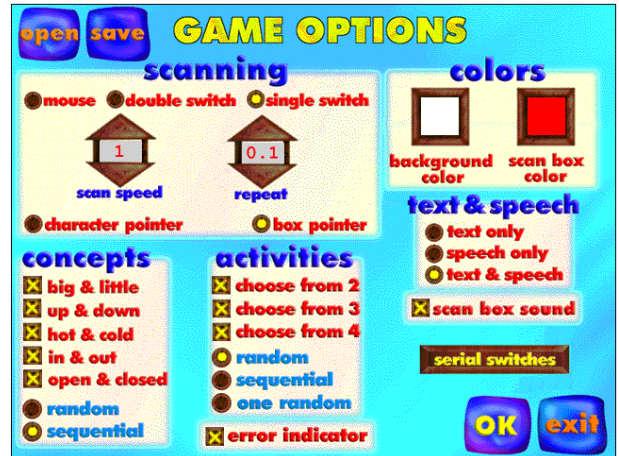 open save GAME OPTIONS
scanning
mouse double switch single switch
1 0.1
scan speed repeat
character pointer box pointer
colors
background color
scan box color
text & speech
text only
speech only
text & speech
scan box sound
serial switches
concepts
big & little
up & down
hot & cold
in & out
open & closed
random
sequential
activities
choose from 2
choose from 3
choose from 4
random
sequential
one random
error indicator
OK exit